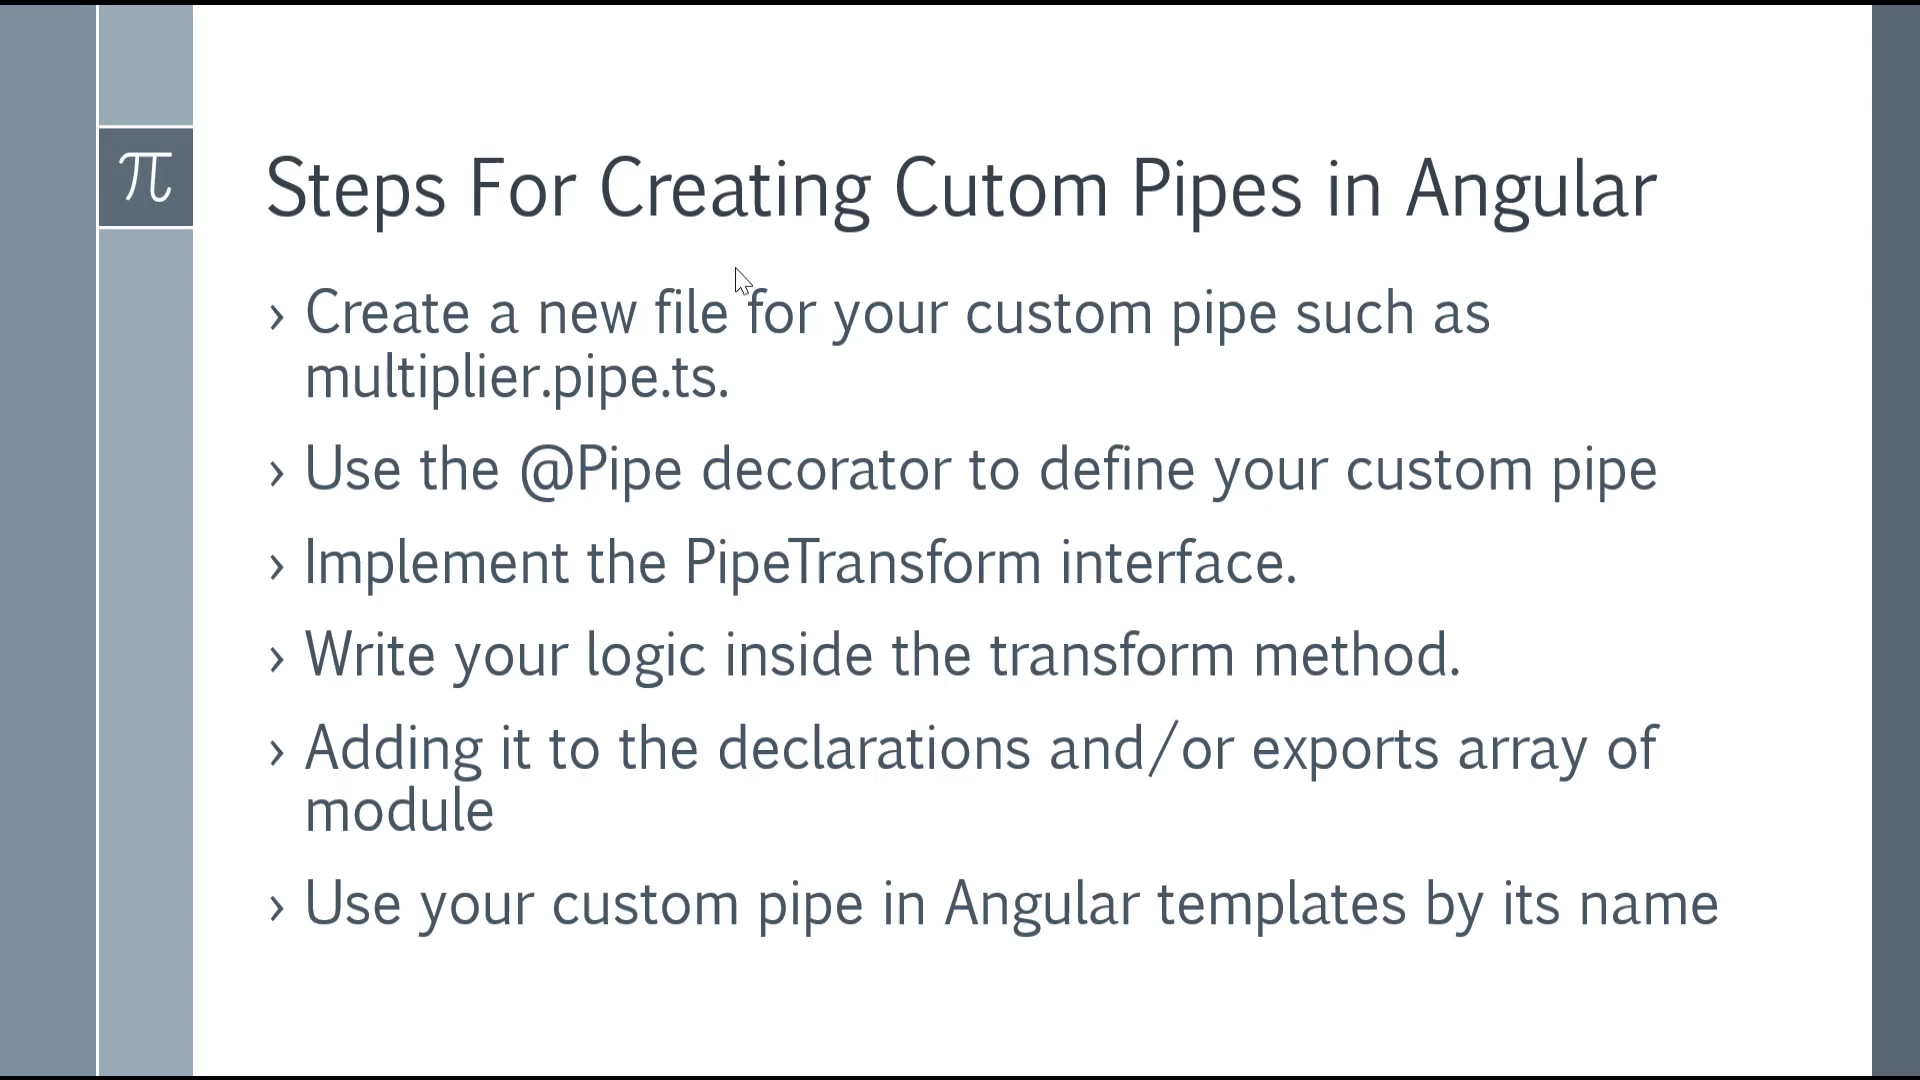 π
Steps For Creating Cutom Pipes in Angular
› Create a new file for your custom pipe such as
multiplier.pipe.ts.
› Use the @Pipe decorator to define your custom pipe
› Implement the PipeTransform interface.
› Write your logic inside the transform method.
› Adding it to the declarations and/or exports array of
module
› Use your custom pipe in Angular templates by its name